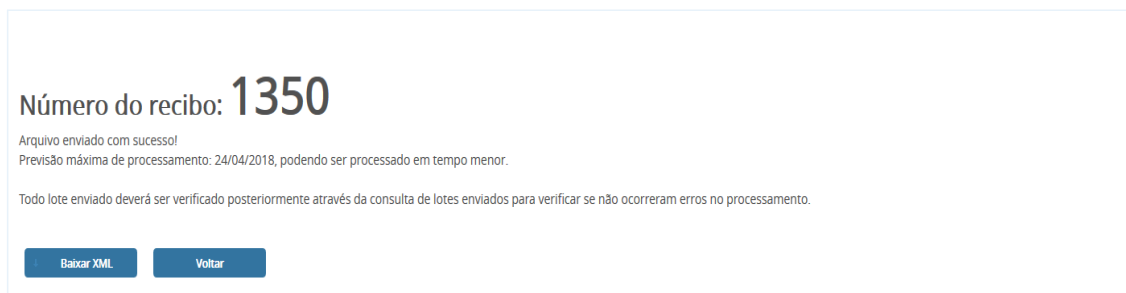 Número do recibo: 1350
Arquivo enviado com sucesso!
Previsão máxima de processamento: 24/04/2018, podendo ser processado em tempo menor.
Todo lote enviado deverá ser verificado posteriormente através da consulta de lotes enviados para verificar se não ocorreram erros no processamento.
Baixar XML Voltar